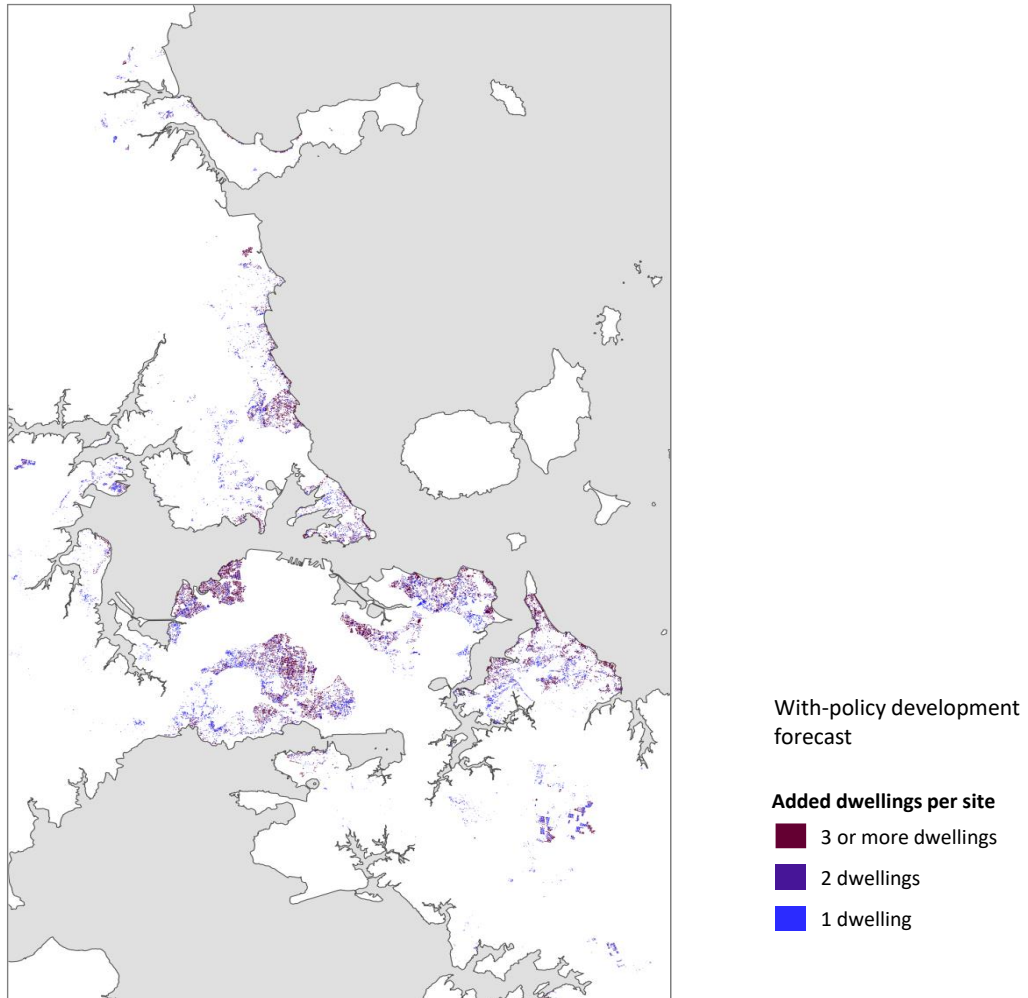 With-policy development
forecast
Added dwellings per site
3 or more dwellings
2 dwellings
1 dwelling